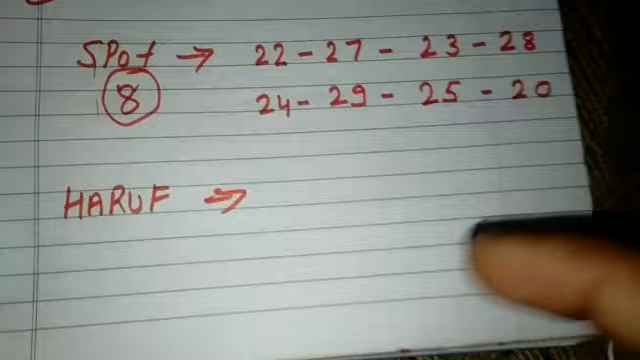 SPot → 22 - 27 - 23 - 28
8 24 - 29 - 25 - 20
HARUF →